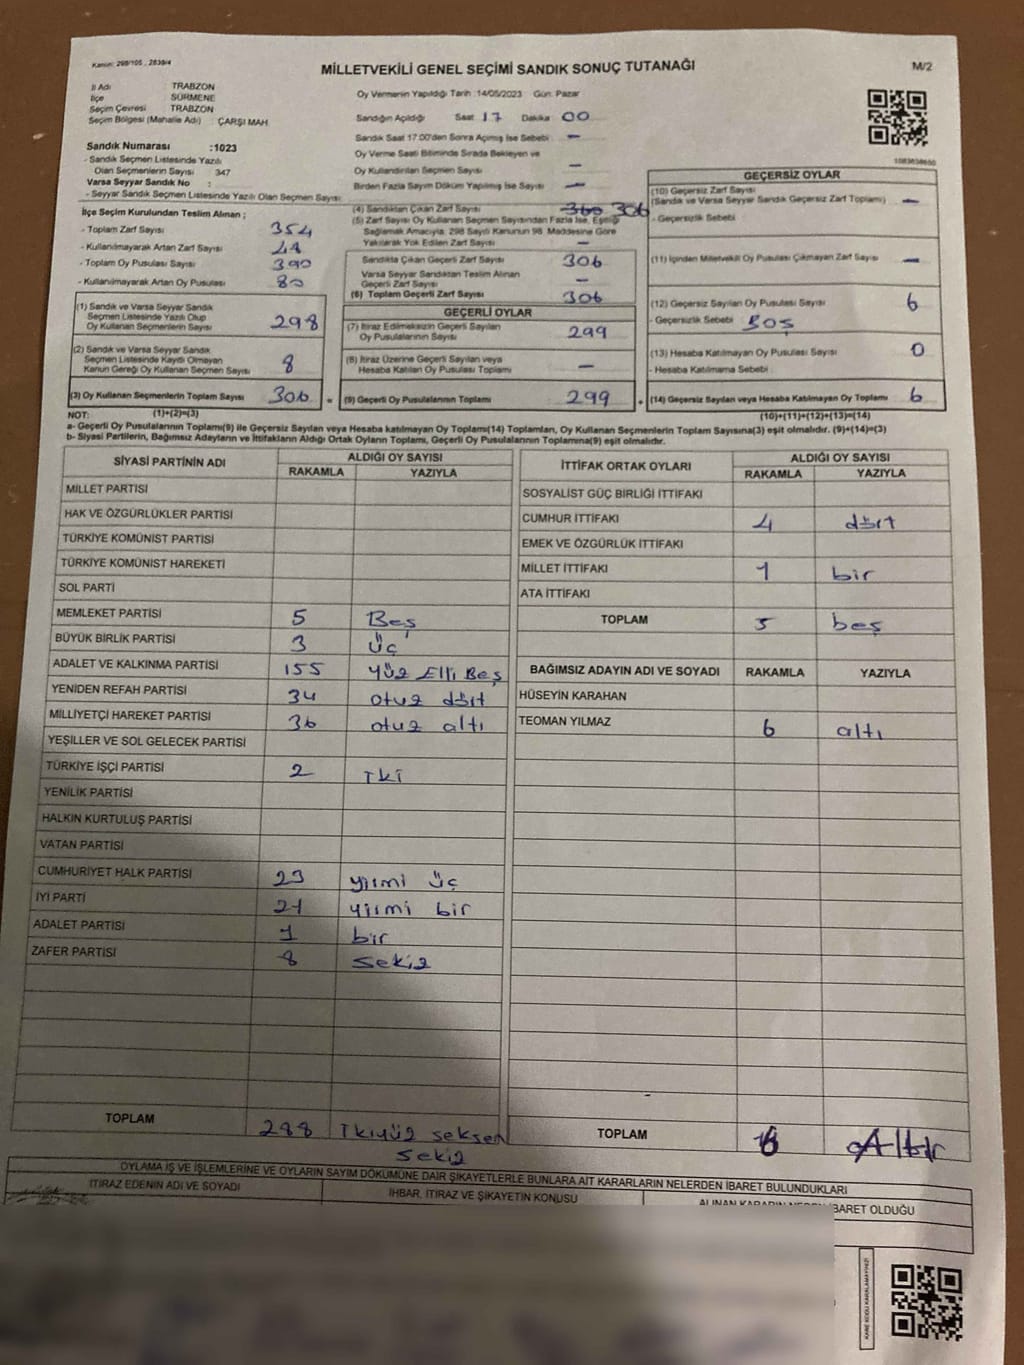 Kanun: 298/105 , 2839/4
MİLLETVEKİLİ GENEL SEÇİMİ SANDIK SONUÇ TUTANAĞI
M/2
İl Adı TRABZON
İlçe SÜRMENE
Seçim Çevresi TRABZON
Seçim Bölgesi (Mahalle Adı) : ÇARŞI MAH.
Sandık Numarası :1023
- Sandık Seçmen Listesinde Yazılı
Olan Seçmenlerin Sayısı 347
Varsa Seyyar Sandık No :
- Seyyar Sandık Seçmen Listesinde Yazılı Olan Seçmen Sayısı:
Oy Vermenin Yapıldığı Tarih :14/05/2023 Gün: Pazar
Sandığın Açıldığı Saat 17 Dakika 00
Sandık Saat 17:00'den Sonra Açımış İse Sebebi : —
Oy Verme Saati Bitiminde Sırada Bekleyen ve
Oy Kullandırılan Seçmen Sayısı —
Birden Fazla Sayım Döküm Yapılmış İse Sayısı —
1083638600
İlçe Seçim Kurulundan Teslim Alınan ;
- Toplam Zarf Sayısı 354
- Kullanılmayarak Artan Zarf Sayısı
- Toplam Oy Pusulası Sayısı 390
- Kullanılmayarak Artan Oy Pusulası 80
(1) Sandık ve Varsa Seyyar Sandık
Seçmen Listesinde Yazılı Olup
Oy Kullanan Seçmenlerin Sayısı 298
(2) Sandık ve Varsa Seyyar Sandık
Seçmen Listesinde Kayıtlı Olmayan
Kanun Gereği Oy Kullanan Seçmen Sayısı 8
(3) Oy Kullanan Seçmenlerin Toplam Sayısı 306 =
(4) Sandıktan Çıkan Zarf Sayısı 360 306
(5) Zarf Sayısı Oy Kullanan Seçmen Sayısından Fazla İse, Eşitliği
Sağlamak Amacıyla, 298 Sayılı Kanunun 98. Maddesine Göre
Yakılarak Yok Edilen Zarf Sayısı —
Sandıkta Çıkan Geçerli Zarf Sayısı 306
Varsa Seyyar Sandıktan Teslim Alınan
Geçerli Zarf Sayısı —
(6) Toplam Geçerli Zarf Sayısı 306
GEÇERLİ OYLAR
(7) İtiraz Edilmeksizin Geçerli Sayılan
Oy Pusulalarının Sayısı 299
(8) İtiraz Üzerine Geçerli Sayılan veya
Hesaba Katılan Oy Pusulası Toplamı —
(9) Geçerli Oy Pusulalarının Toplamı 299 +
GEÇERSİZ OYLAR
(10) Geçersiz Zarf Sayısı
(Sandık ve Varsa Seyyar Sandık Geçersiz Zarf Toplamı) —
- Geçersizlik Sebebi
(11) İçinden Milletvekili Oy Pusulası Çıkmayan Zarf Sayısı —
(12) Geçersiz Sayılan Oy Pusulası Sayısı 6
- Geçersizlik Sebebi BOŞ
(13) Hesaba Katılmayan Oy Pusulası Sayısı 0
- Hesaba Katılmama Sebebi
(14) Geçersiz Sayılan veya Hesaba Katılmayan Oy Toplamı 6
NOT: (1)+(2)=(3) (10)+(11)+(12)+(13)=(14)
a- Geçerli Oy Pusulalarının Toplamı(9) ile Geçersiz Sayılan veya Hesaba katılmayan Oy Toplamı(14) Toplamları, Oy Kullanan Seçmenlerin Toplam Sayısına(3) eşit olmalıdır. (9)+(14)=(3)
b- Siyasi Partilerin, Bağımsız Adayların ve İttifakların Aldığı Ortak Oyların Toplamı, Geçerli Oy Pusulalarının Toplamına(9) eşit olmalıdır.
SİYASİ PARTİNİN ADI ALDIĞI OY SAYISI
RAKAMLA YAZIYLA
MİLLET PARTİSİ
HAK VE ÖZGÜRLÜKLER PARTİSİ
TÜRKİYE KOMÜNİST PARTİSİ
TÜRKİYE KOMÜNİST HAREKETİ
SOL PARTİ
MEMLEKET PARTİSİ 5 Beş
BÜYÜK BİRLİK PARTİSİ 3 üç
ADALET VE KALKINMA PARTİSİ 155 yüz Elli Beş
YENİDEN REFAH PARTİSİ 34 otuz dört
MİLLİYETÇİ HAREKET PARTİSİ 36 otuz altı
YEŞİLLER VE SOL GELECEK PARTİSİ
TÜRKİYE İŞÇİ PARTİSİ 2 İki
YENİLİK PARTİSİ
HALKIN KURTULUŞ PARTİSİ
VATAN PARTİSİ
CUMHURİYET HALK PARTİSİ 23 yirmi üç
İYİ PARTİ 21 yirmi bir
ADALET PARTİSİ 1 bir
ZAFER PARTİSİ 8 sekiz
TOPLAM 288 İkiyüz seksen
sekiz
İTTİFAK ORTAK OYLARI ALDIĞI OY SAYISI
RAKAMLA YAZIYLA
SOSYALİST GÜÇ BİRLİĞİ İTTİFAKI
CUMHUR İTTİFAKI 4 dört
EMEK VE ÖZGÜRLÜK İTTİFAKI
MİLLET İTTİFAKI 1 bir
ATA İTTİFAKI
TOPLAM 5 beş
BAĞIMSIZ ADAYIN ADI VE SOYADI RAKAMLA YAZIYLA
HÜSEYİN KARAHAN
TEOMAN YILMAZ 6 altı
TOPLAM 6
OYLAMA İŞ VE İŞLEMLERİNE VE OYLARIN SAYIM DÖKÜMÜNE DAİR ŞİKAYETLERLE BUNLARA AİT KARARLARIN NELERDEN İBARET BULUNDUKLARI
İTİRAZ EDENİN ADI VE SOYADI
İHBAR, İTİRAZ VE ŞİKAYETİN KONUSU
ALINAN KARARIN NEDEN İBARET OLDUĞU
KARE KODU KARALAMAYINIZ!